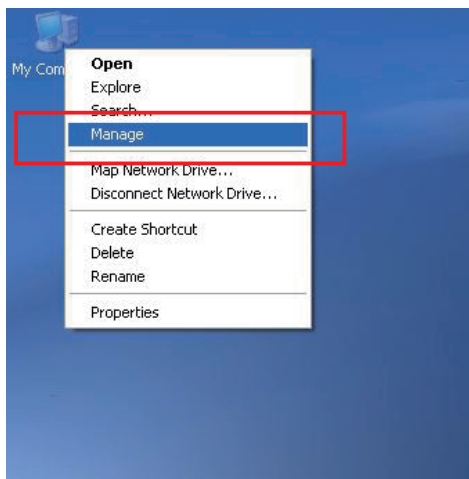 My Com
Open
Explore
Search...
Manage
Map Network Drive...
Disconnect Network Drive...
Create Shortcut
Delete
Rename
Properties